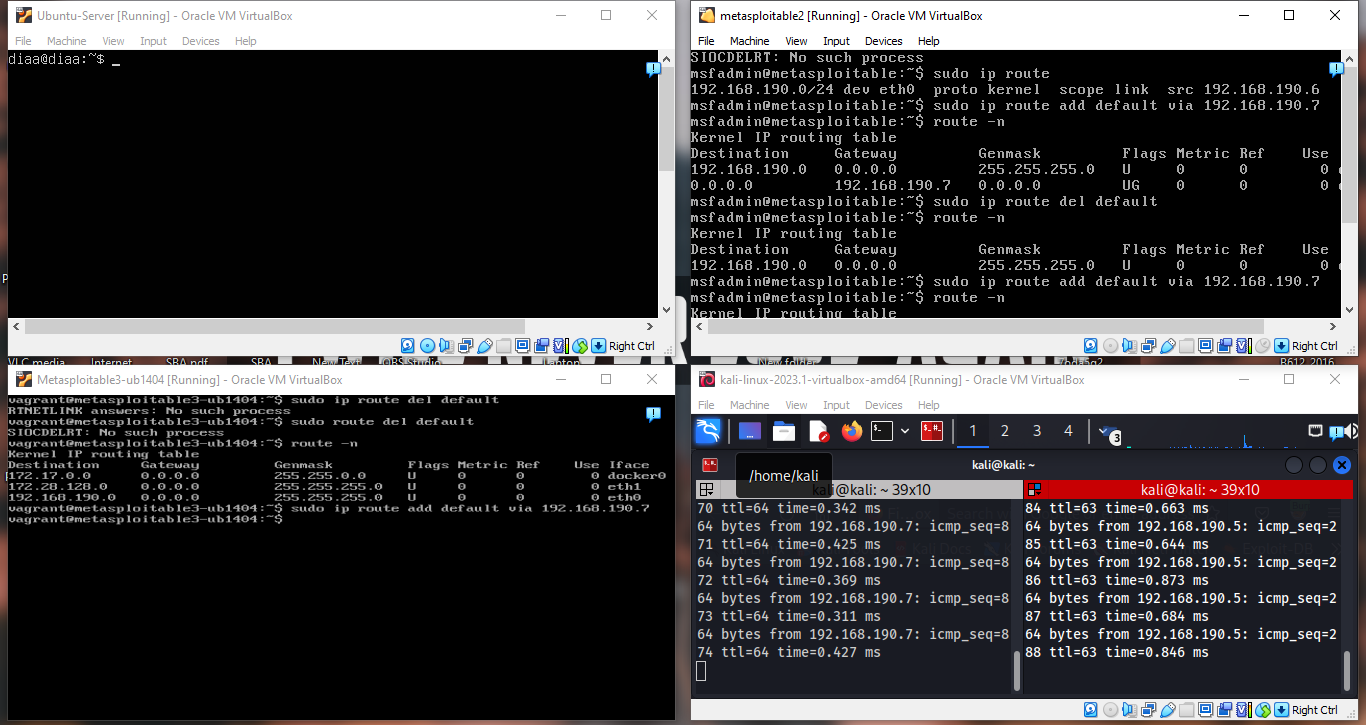 Ubuntu-Server [Running] - Oracle VM VirtualBox
File Machine View Input Devices Help
diaa@diaa:~$ _
Right Ctrl
metasploitable2 [Running] - Oracle VM VirtualBox
File Machine View Input Devices Help
SIOCDELRT: No such process
msfadmin@metasploitable:~$ sudo ip route
192.168.190.0/24 dev eth0 proto kernel scope link src 192.168.190.6
msfadmin@metasploitable:~$ sudo ip route add default via 192.168.190.7
msfadmin@metasploitable:~$ route -n
Kernel IP routing table
Destination Gateway Genmask Flags Metric Ref Use
192.168.190.0 0.0.0.0 255.255.255.0 U 0 0 0
0.0.0.0 192.168.190.7 0.0.0.0 UG 0 0 0
msfadmin@metasploitable:~$ sudo ip route del default
msfadmin@metasploitable:~$ route -n
Kernel IP routing table
Destination Gateway Genmask Flags Metric Ref Use
192.168.190.0 0.0.0.0 255.255.255.0 U 0 0 0
msfadmin@metasploitable:~$ sudo ip route add default via 192.168.190.7
msfadmin@metasploitable:~$ route -n
Kernel IP routing table
Right Ctrl
VLC media Internet SBA.pdf SBA New Text OBS Studio Laptop New folder R612_2016
Metasploitable3-ub1404 [Running] - Oracle VM VirtualBox
vagrant@metasploitable3-ub1404:~$ sudo ip route del default
RTNETLINK answers: No such process
vagrant@metasploitable3-ub1404:~$ sudo route del default
SIOCDELRT: No such process
vagrant@metasploitable3-ub1404:~$ route -n
Kernel IP routing table
Destination Gateway Genmask Flags Metric Ref Use Iface
172.17.0.0 0.0.0.0 255.255.0.0 U 0 0 0 docker0
172.28.128.0 0.0.0.0 255.255.255.0 U 0 0 0 eth1
192.168.190.0 0.0.0.0 255.255.255.0 U 0 0 0 eth0
vagrant@metasploitable3-ub1404:~$ sudo ip route add default via 192.168.190.7
vagrant@metasploitable3-ub1404:~$
kali-linux-2023.1-virtualbox-amd64 [Running] - Oracle VM VirtualBox
File Machine View Input Devices Help
1 2 3 4 3
kali@kali: ~
/home/kali
kali@kali: ~ 39x10
70 ttl=64 time=0.342 ms
64 bytes from 192.168.190.7: icmp_seq=8
71 ttl=64 time=0.425 ms
64 bytes from 192.168.190.7: icmp_seq=8
72 ttl=64 time=0.369 ms
64 bytes from 192.168.190.7: icmp_seq=8
73 ttl=64 time=0.311 ms
64 bytes from 192.168.190.7: icmp_seq=8
74 ttl=64 time=0.427 ms
kali@kali: ~ 39x10
84 ttl=63 time=0.663 ms
64 bytes from 192.168.190.5: icmp_seq=2
85 ttl=63 time=0.644 ms
64 bytes from 192.168.190.5: icmp_seq=2
86 ttl=63 time=0.873 ms
64 bytes from 192.168.190.5: icmp_seq=2
87 ttl=63 time=0.684 ms
64 bytes from 192.168.190.5: icmp_seq=2
88 ttl=63 time=0.846 ms
Right Ctrl